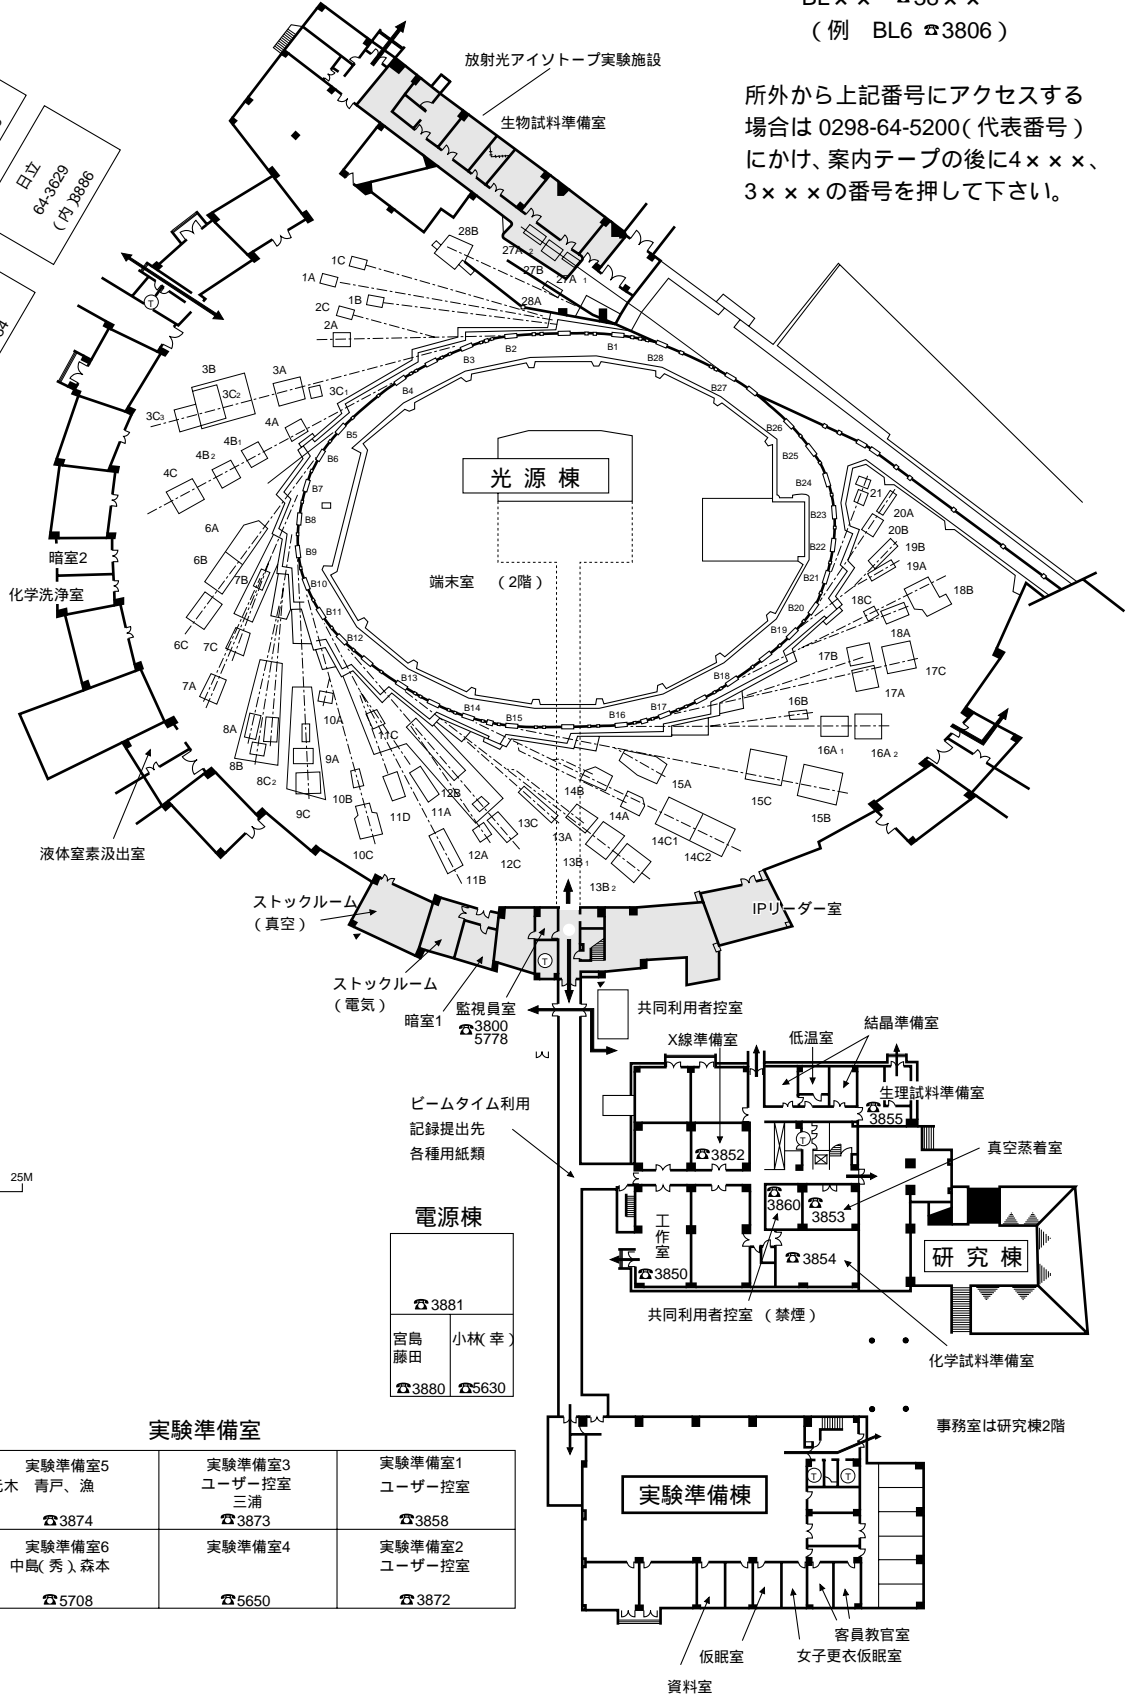 BL×× ☎38××
(例 BL6 ☎3806)
所外から上記番号にアクセスする
場合は 0298-64-5200(代表番号)
にかけ、案内テープの後に4×××、
3×××の番号を押して下さい。
放射光アイソトープ実験施設
生物試料準備室
日立
64-3629
(内)3886
28B
27A 2
27B
27A 1
28A
1C
1A
1B
2C
2A
3B
3A
3C2
3C1
3C3
4A
4B1
4B2
4C
6A
6B
7B
6C
7C
7A
8A
8B
8C2
9A
9C
10A
10B
10C
11C
11D
11A
11B
12B
12A
12C
13C
13A
13B1
13B2
14B
14A
14C1
14C2
15A
15C
15B
16B
16A 1
16A 2
17B
17A
17C
18C
18A
18B
19A
19B
20B
20A
21
B1
B2
B3
B4
B5
B6
B7
B8
B9
B10
B11
B12
B13
B14
B15
B16
B17
B18
B19
B20
B21
B22
B23
B24
B25
B26
B27
B28
光源棟
端末室 (2階)
暗室2
化学洗浄室
液体窒素汲出室
ストックルーム
(真空)
ストックルーム
(電気)
暗室1
監視員室
☎3800
5778
IPリーダー室
共同利用者控室
X線準備室
低温室
結晶準備室
生理試料準備室
☎
3855
☎3852
真空蒸着室
☎
3860
☎
3853
工作室
☎3850
☎3854
研究棟
共同利用者控室 (禁煙)
化学試料準備室
ビームタイム利用
記録提出先
各種用紙類
25M
電源棟
☎3881
宮島
藤田
☎3880
小林(幸)
☎5630
事務室は研究棟2階
実験準備室
実験準備室5
木 青戸、漁
☎3874
実験準備室3
ユーザー控室
三浦
☎3873
実験準備室1
ユーザー控室
☎3858
実験準備室6
中島(秀)、森本
☎5708
実験準備室4
☎5650
実験準備室2
ユーザー控室
☎3872
実験準備棟
客員教官室
女子更衣仮眠室
仮眠室
資料室